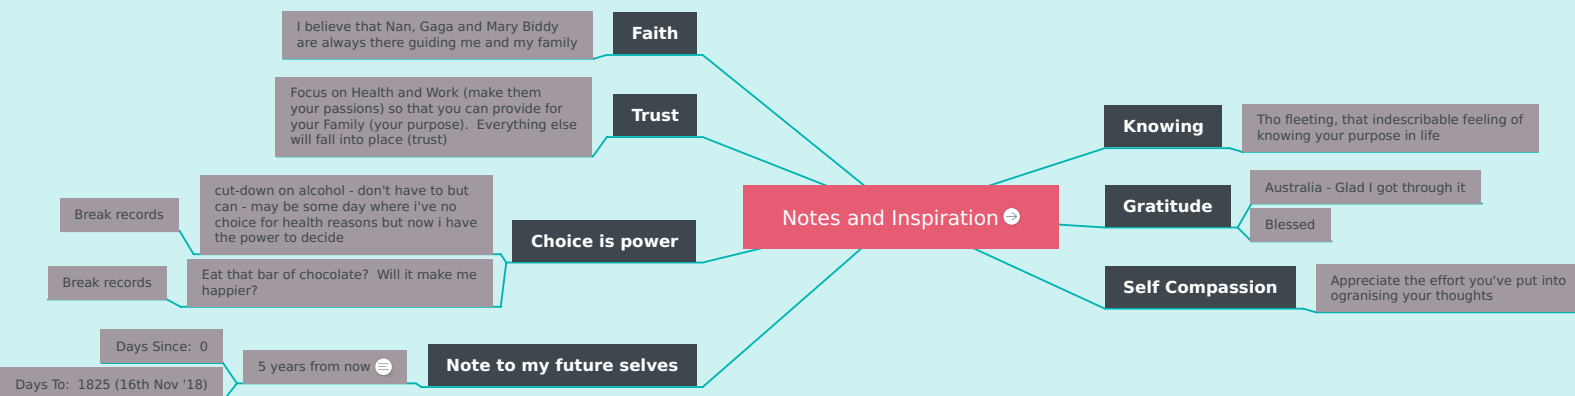 I believe that Nan, Gaga and Mary Biddy
are always there guiding me and my family
Faith
Focus on Health and Work (make them
your passions) so that you can provide for
your Family (your purpose).  Everything else
will fall into place (trust)
Trust
Break records
cut-down on alcohol - don't have to but
can - may be some day where i've no
choice for health reasons but now i have
the power to decide
Choice is power
Break records
Eat that bar of chocolate?  Will it make me
happier?
Days Since:  0
Days To:  1825 (16th Nov '18)
5 years from now
Note to my future selves
Notes and Inspiration
Knowing
Tho fleeting, that indescribable feeling of
knowing your purpose in life
Gratitude
Australia - Glad I got through it
Blessed
Self Compassion
Appreciate the effort you've put into
ogranising your thoughts